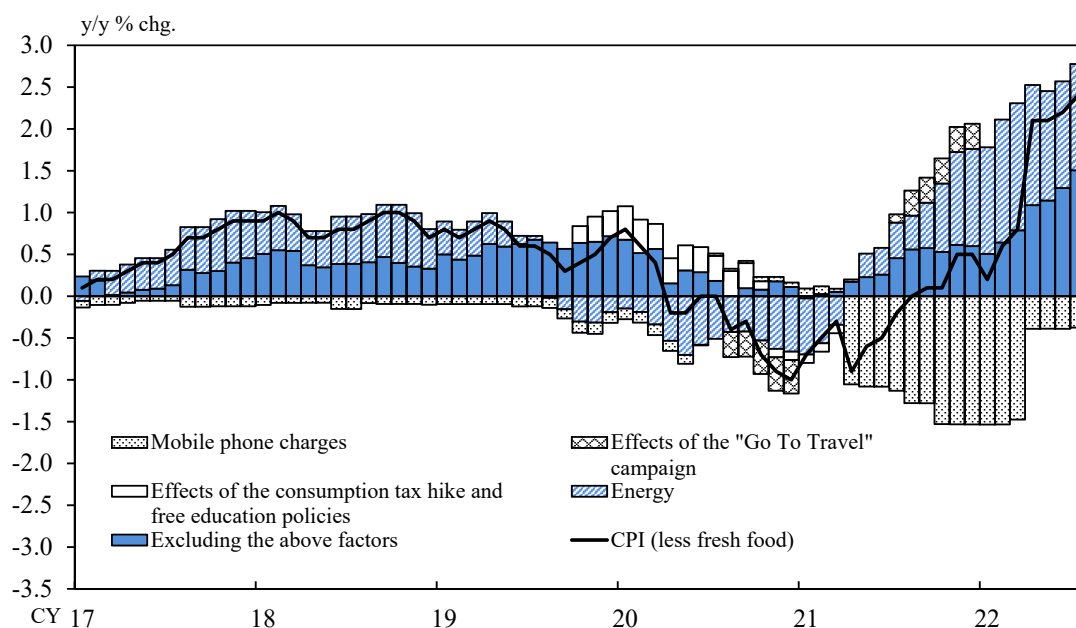 y/y % chg.
3.0
2.5
2.0
1.5
1.0
0.5
0.0
-0.5
-1.0
-1.5
-2.0
-2.5
-3.0
-3.5
Mobile phone charges
Effects of the "Go To Travel"
campaign
Effects of the consumption tax hike and
free education policies
Energy
Excluding the above factors
CPI (less fresh food)
CY 17 18 19 20 21 22